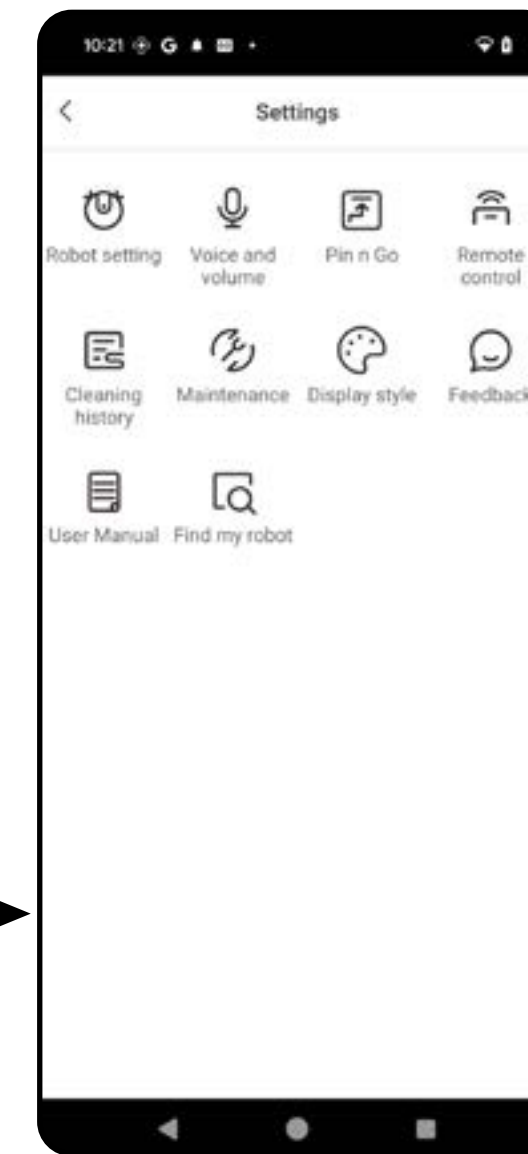 10:21 G
Settings
Robot setting
Voice and
volume
Pin n Go
Remote
control
Cleaning
history
Maintenance
Display style
Feedback
User Manual
Find my robot